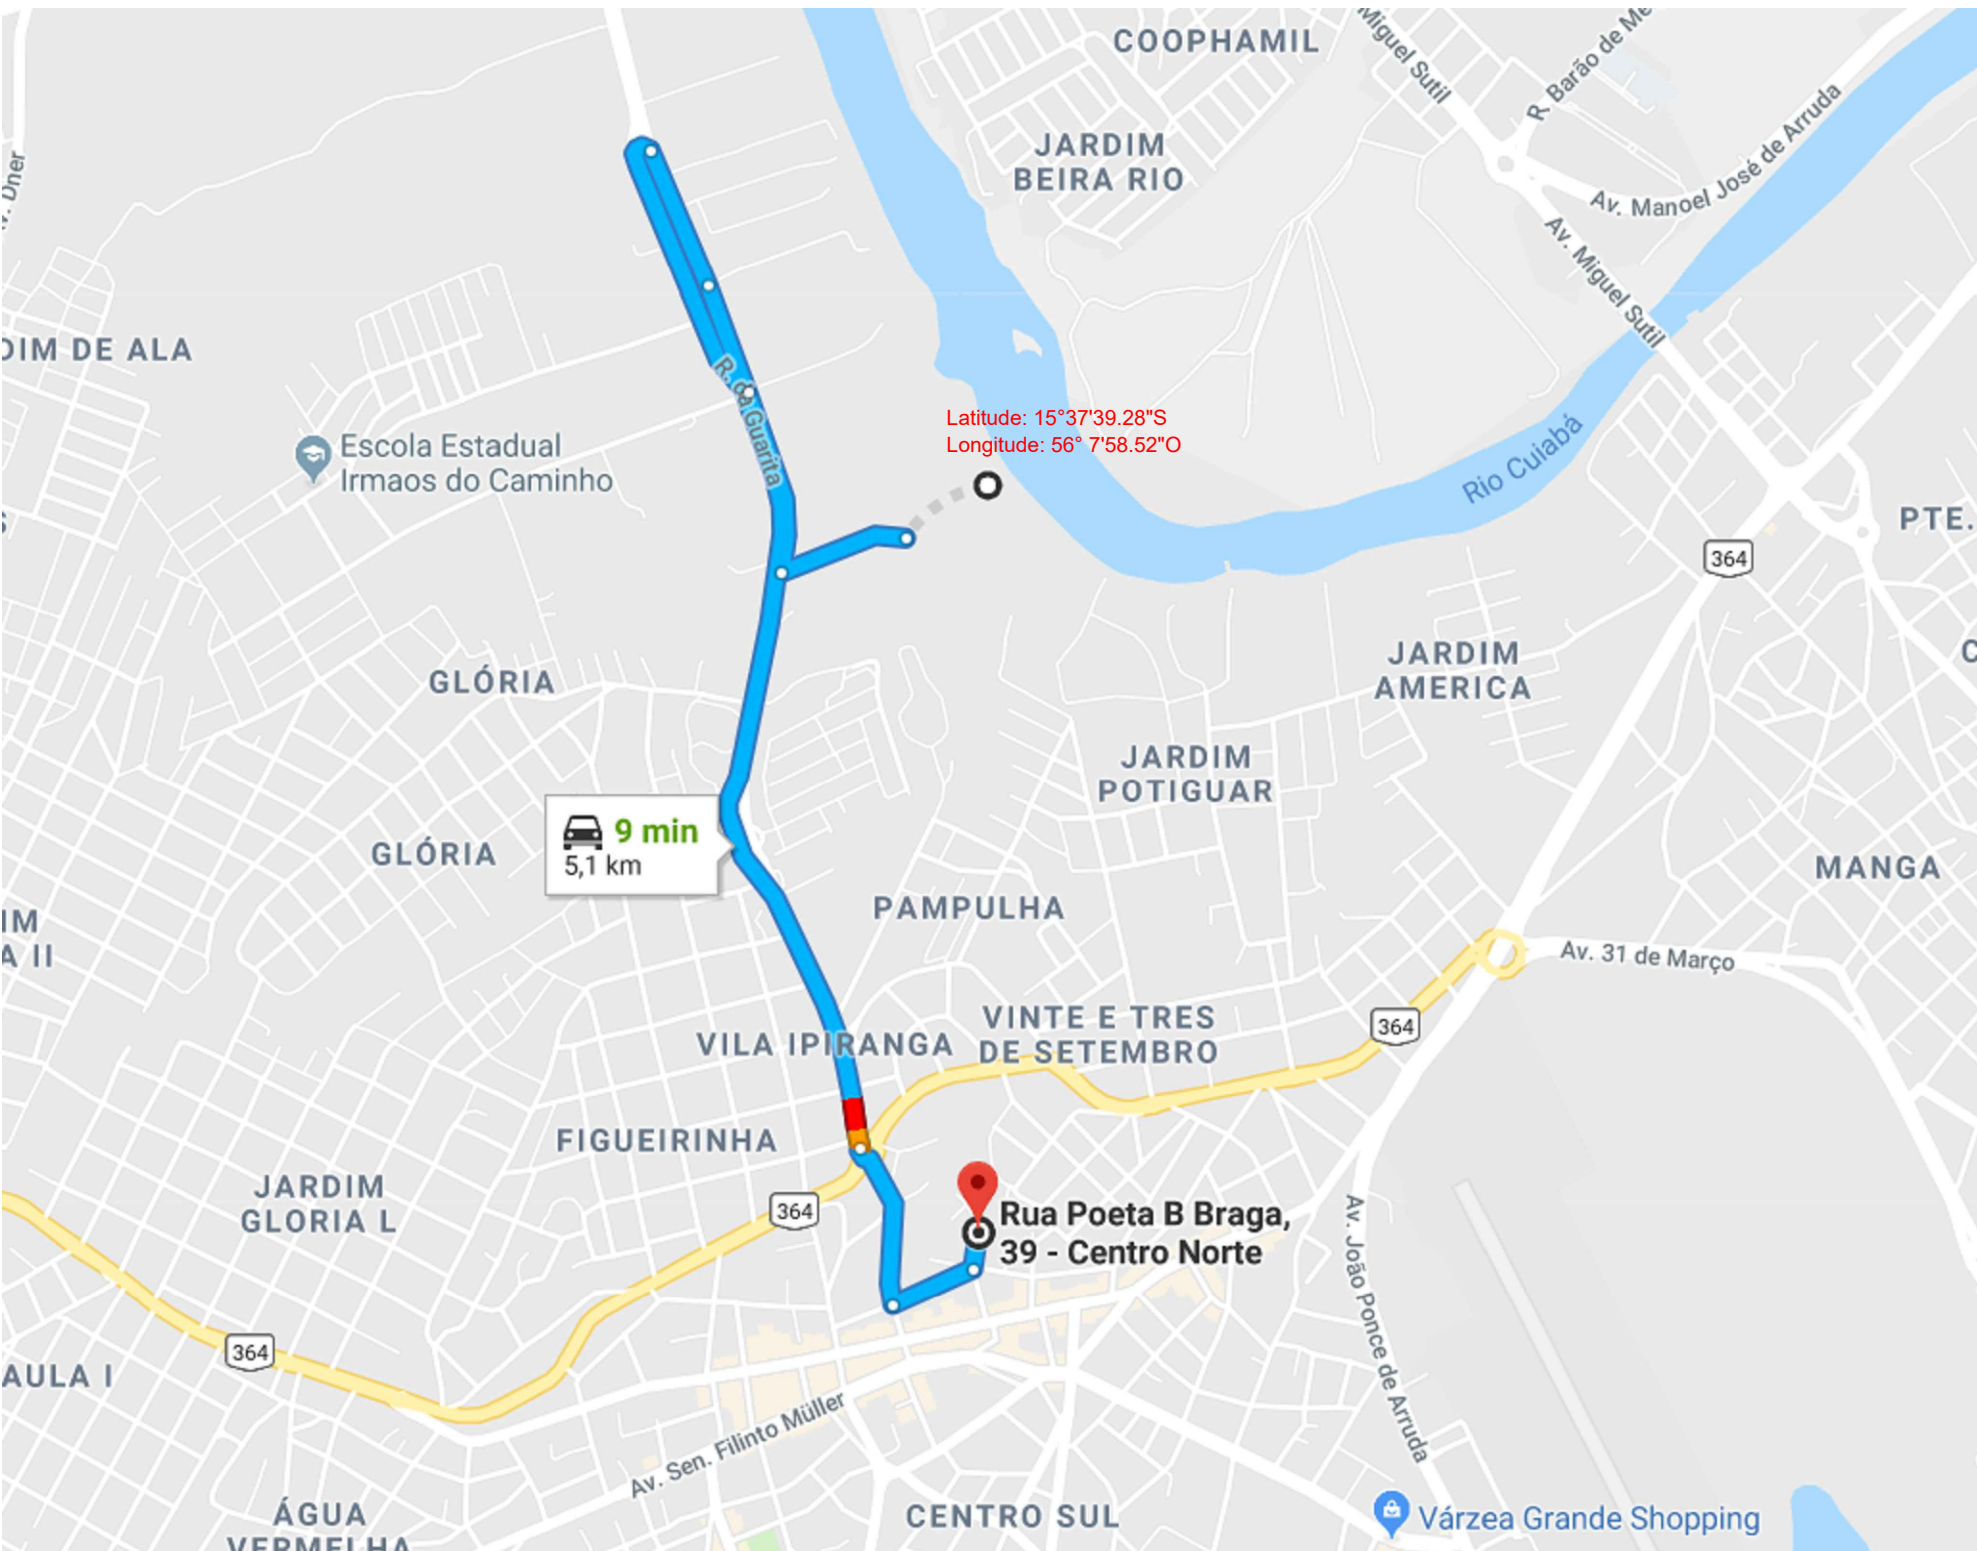 COOPHAMIL
Miguel Sutil
R. Barão de Me
JARDIM
BEIRA RIO
Av. Manoel José de Arruda
Dner
Av. Miguel Sutil
DIM DE ALA
R. da Guarita
Latitude: 15°37'39.28"S
Longitude: 56° 7'58.52"O
Escola Estadual
Irmaos do Caminho
Rio Cuiabá
PTE.
364
JARDIM
AMERICA
GLÓRIA
JARDIM
POTIGUAR
9 min
5,1 km
GLÓRIA
MANGA
PAMPULHA
IM
A II
Av. 31 de Março
VINTE E TRES
DE SETEMBRO
364
VILA IPIRANGA
FIGUEIRINHA
JARDIM
GLORIA L
364
Rua Poeta B Braga,
39 - Centro Norte
Av. João Ponce de Arruda
364
AULA I
Av. Sen. Filinto Müller
ÁGUA
VERMELHA
CENTRO SUL
Várzea Grande Shopping